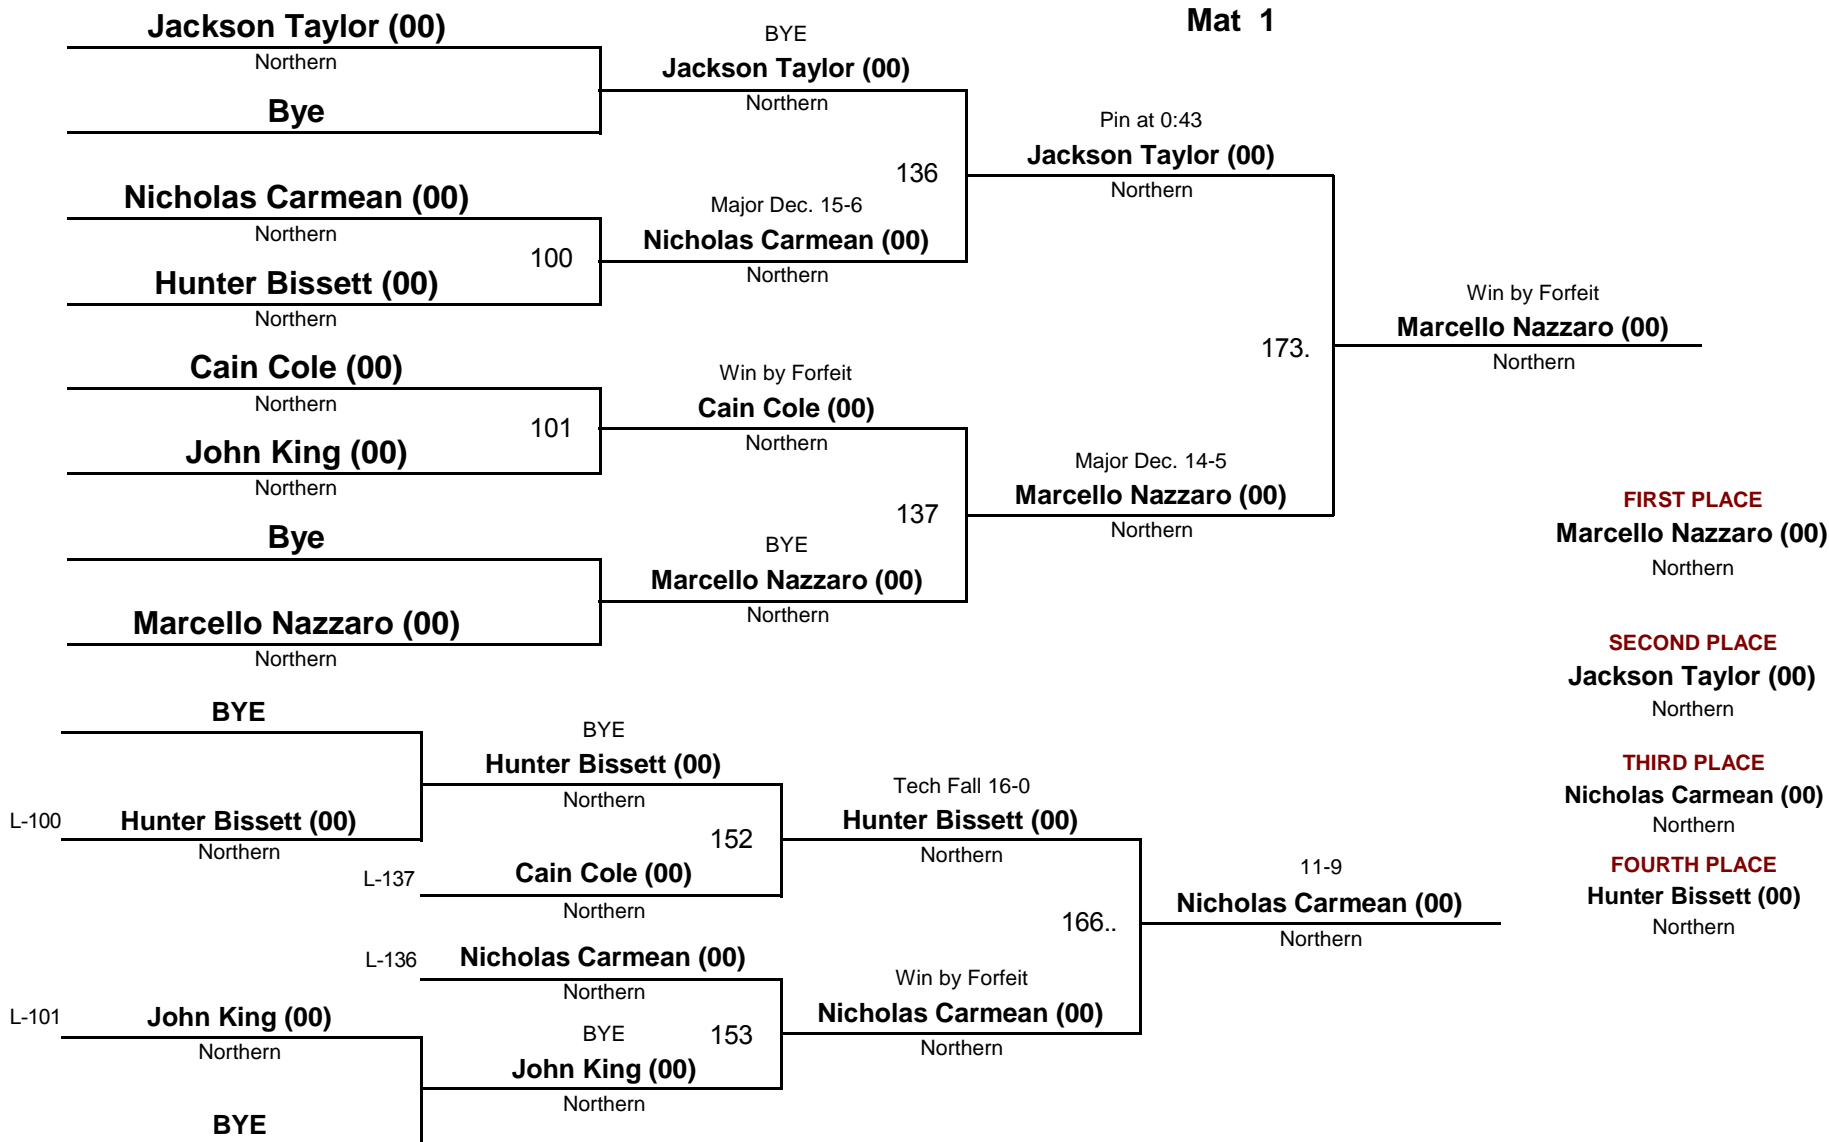 Mat 1
Jackson Taylor (00)
Northern
Bye
BYE
Jackson Taylor (00)
Northern
Nicholas Carmean (00)
Northern
100
Hunter Bissett (00)
Northern
Major Dec. 15-6
Nicholas Carmean (00)
Northern
136
Pin at 0:43
Jackson Taylor (00)
Northern
Cain Cole (00)
Northern
101
John King (00)
Northern
Win by Forfeit
Cain Cole (00)
Northern
Bye
Marcello Nazzaro (00)
Northern
BYE
Marcello Nazzaro (00)
Northern
137
Major Dec. 14-5
Marcello Nazzaro (00)
Northern
173.
Win by Forfeit
Marcello Nazzaro (00)
Northern
FIRST PLACE
Marcello Nazzaro (00)
Northern
SECOND PLACE
Jackson Taylor (00)
Northern
THIRD PLACE
Nicholas Carmean (00)
Northern
FOURTH PLACE
Hunter Bissett (00)
Northern
BYE
L-100
Hunter Bissett (00)
Northern
BYE
Hunter Bissett (00)
Northern
152
L-137
Cain Cole (00)
Northern
Tech Fall 16-0
Hunter Bissett (00)
Northern
L-136
Nicholas Carmean (00)
Northern
L-101
John King (00)
Northern
BYE
BYE
John King (00)
Northern
153
Win by Forfeit
Nicholas Carmean (00)
Northern
166..
11-9
Nicholas Carmean (00)
Northern